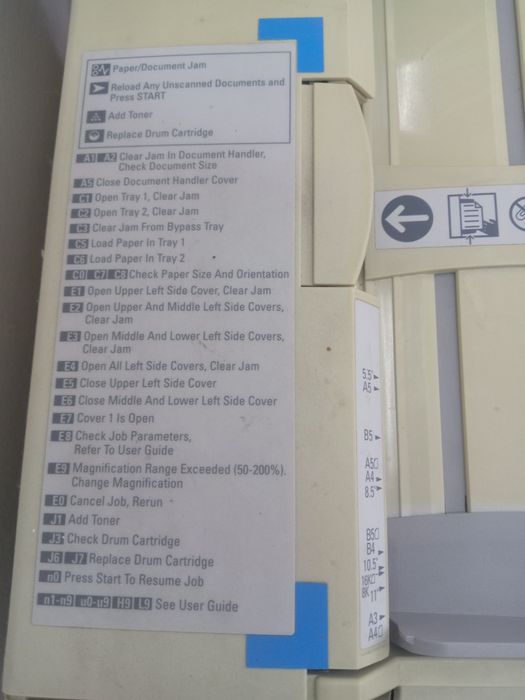 Paper/Document Jam
Reload Any Unscanned Documents and
Press START
Add Toner
Replace Drum Cartridge
A1 A2 Clear Jam In Document Handler,
Check Document Size
A5 Close Document Handler Cover
C1 Open Tray 1, Clear Jam
C2 Open Tray 2, Clear Jam
C3 Clear Jam From Bypass Tray
C5 Load Paper In Tray 1
C6 Load Paper In Tray 2
C0 C7 C8 Check Paper Size And Orientation
E1 Open Upper Left Side Cover, Clear Jam
E2 Open Upper And Middle Left Side Covers,
Clear Jam
E3 Open Middle And Lower Left Side Covers,
Clear Jam
E4 Open All Left Side Covers, Clear Jam
E5 Close Upper Left Side Cover
E6 Close Middle And Lower Left Side Cover
E7 Cover 1 Is Open
E8 Check Job Parameters,
Refer To User Guide
E9 Magnification Range Exceeded (50-200%).
Change Magnification
E0 Cancel Job, Rerun
J1 Add Toner
J3 Check Drum Cartridge
J6 J7 Replace Drum Cartridge
n0 Press Start To Resume Job
n1-n9 u0-u9 H9 L9 See User Guide
5.5"
A5
B5
A5
A4
8.5"
B5
B4
10.5"
16K
8K 11"
A3
A4